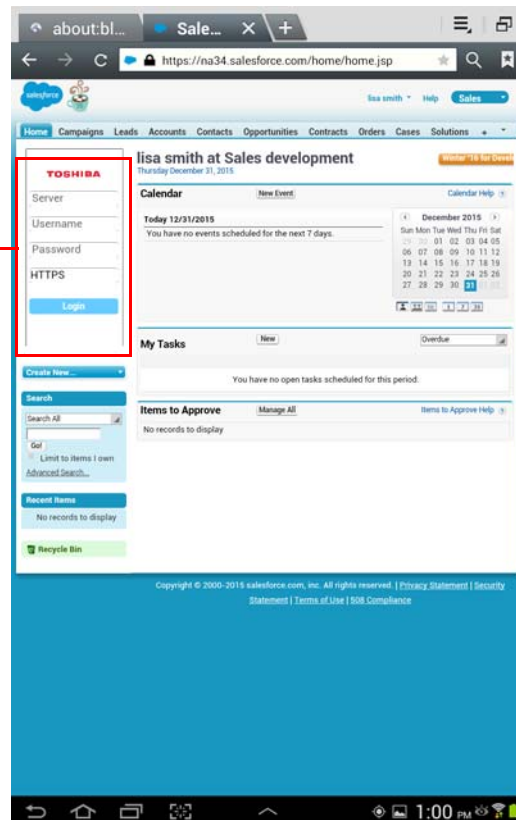 about:bl...
Sale...
https://na34.salesforce.com/home/home.jsp
salesforce
lisa smith Help Sales
Home Campaigns Leads Accounts Contacts Opportunities Contracts Orders Cases Solutions +
TOSHIBA
Server
Username
Password
HTTPS
Login
Create New...
Search
Search All
Go!
Limit to items I own
Advanced Search...
Recent Items
No records to display
Recycle Bin
lisa smith at Sales development
Thursday December 31, 2015
Winter '16 for Devel
Calendar New Event Calendar Help
Today 12/31/2015
You have no events scheduled for the next 7 days.
December 2015
Sun Mon Tue Wed Thu Fri Sat
29 30 01 02 03 04 05
06 07 08 09 10 11 12
13 14 15 16 17 18 19
20 21 22 23 24 25 26
27 28 29 30 31 01 02
My Tasks New Overdue
You have no open tasks scheduled for this period.
Items to Approve Manage All Items to Approve Help
No records to display
Copyright © 2000-2015 salesforce.com, inc. All rights reserved. | Privacy Statement | Security
Statement | Terms of Use | 508 Compliance
1:00 PM